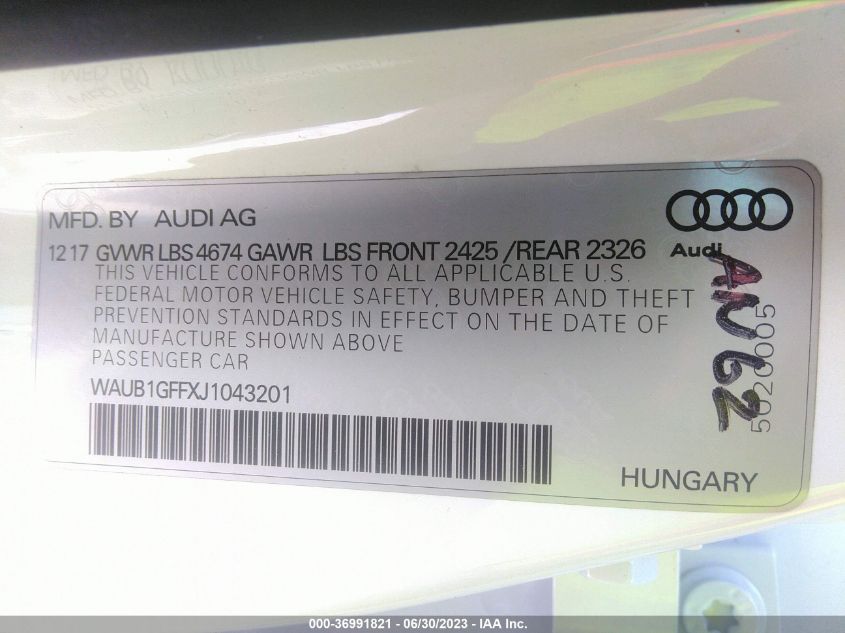 MFD. BY AUDI AG
12 17 GVWR LBS 4674 GAWR LBS FRONT 2425 /REAR 2326
THIS VEHICLE CONFORMS TO ALL APPLICABLE U.S.
FEDERAL MOTOR VEHICLE SAFETY, BUMPER AND THEFT
PREVENTION STANDARDS IN EFFECT ON THE DATE OF
MANUFACTURE SHOWN ABOVE
PASSENGER CAR
WAUB1GFFXJ1043201
Audi
5020005
HUNGARY
000-36991821 - 06/30/2023 - IAA Inc.